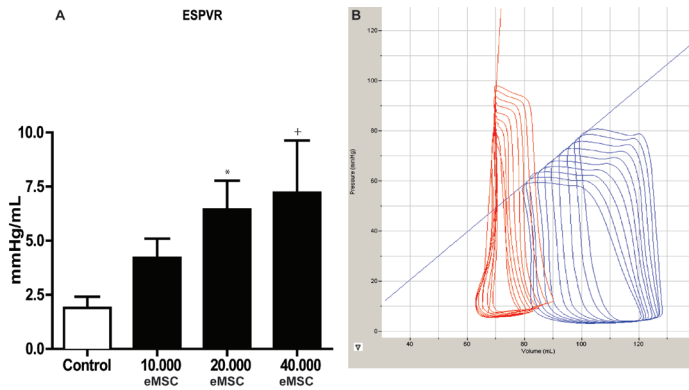 A ESPVR
mmHg/mL
10.0
7.5
5.0
2.5
0.0
+
*
Control 10.000 20.000 40.000
eMSC eMSC eMSC
B
Pressure (mmHg)
120
100
80
60
40
20
0
40 60 80 100 120
Volume (mL)